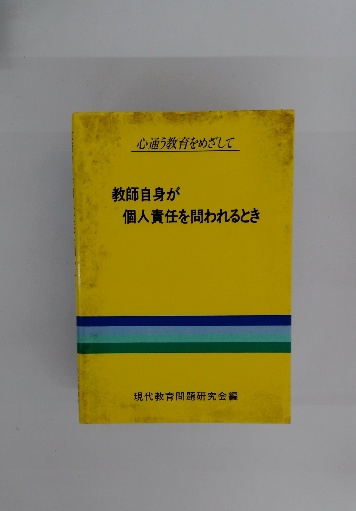 心通う教育をめざして
教師自身が
個人責任を問われるとき
現代教育問題研究会編